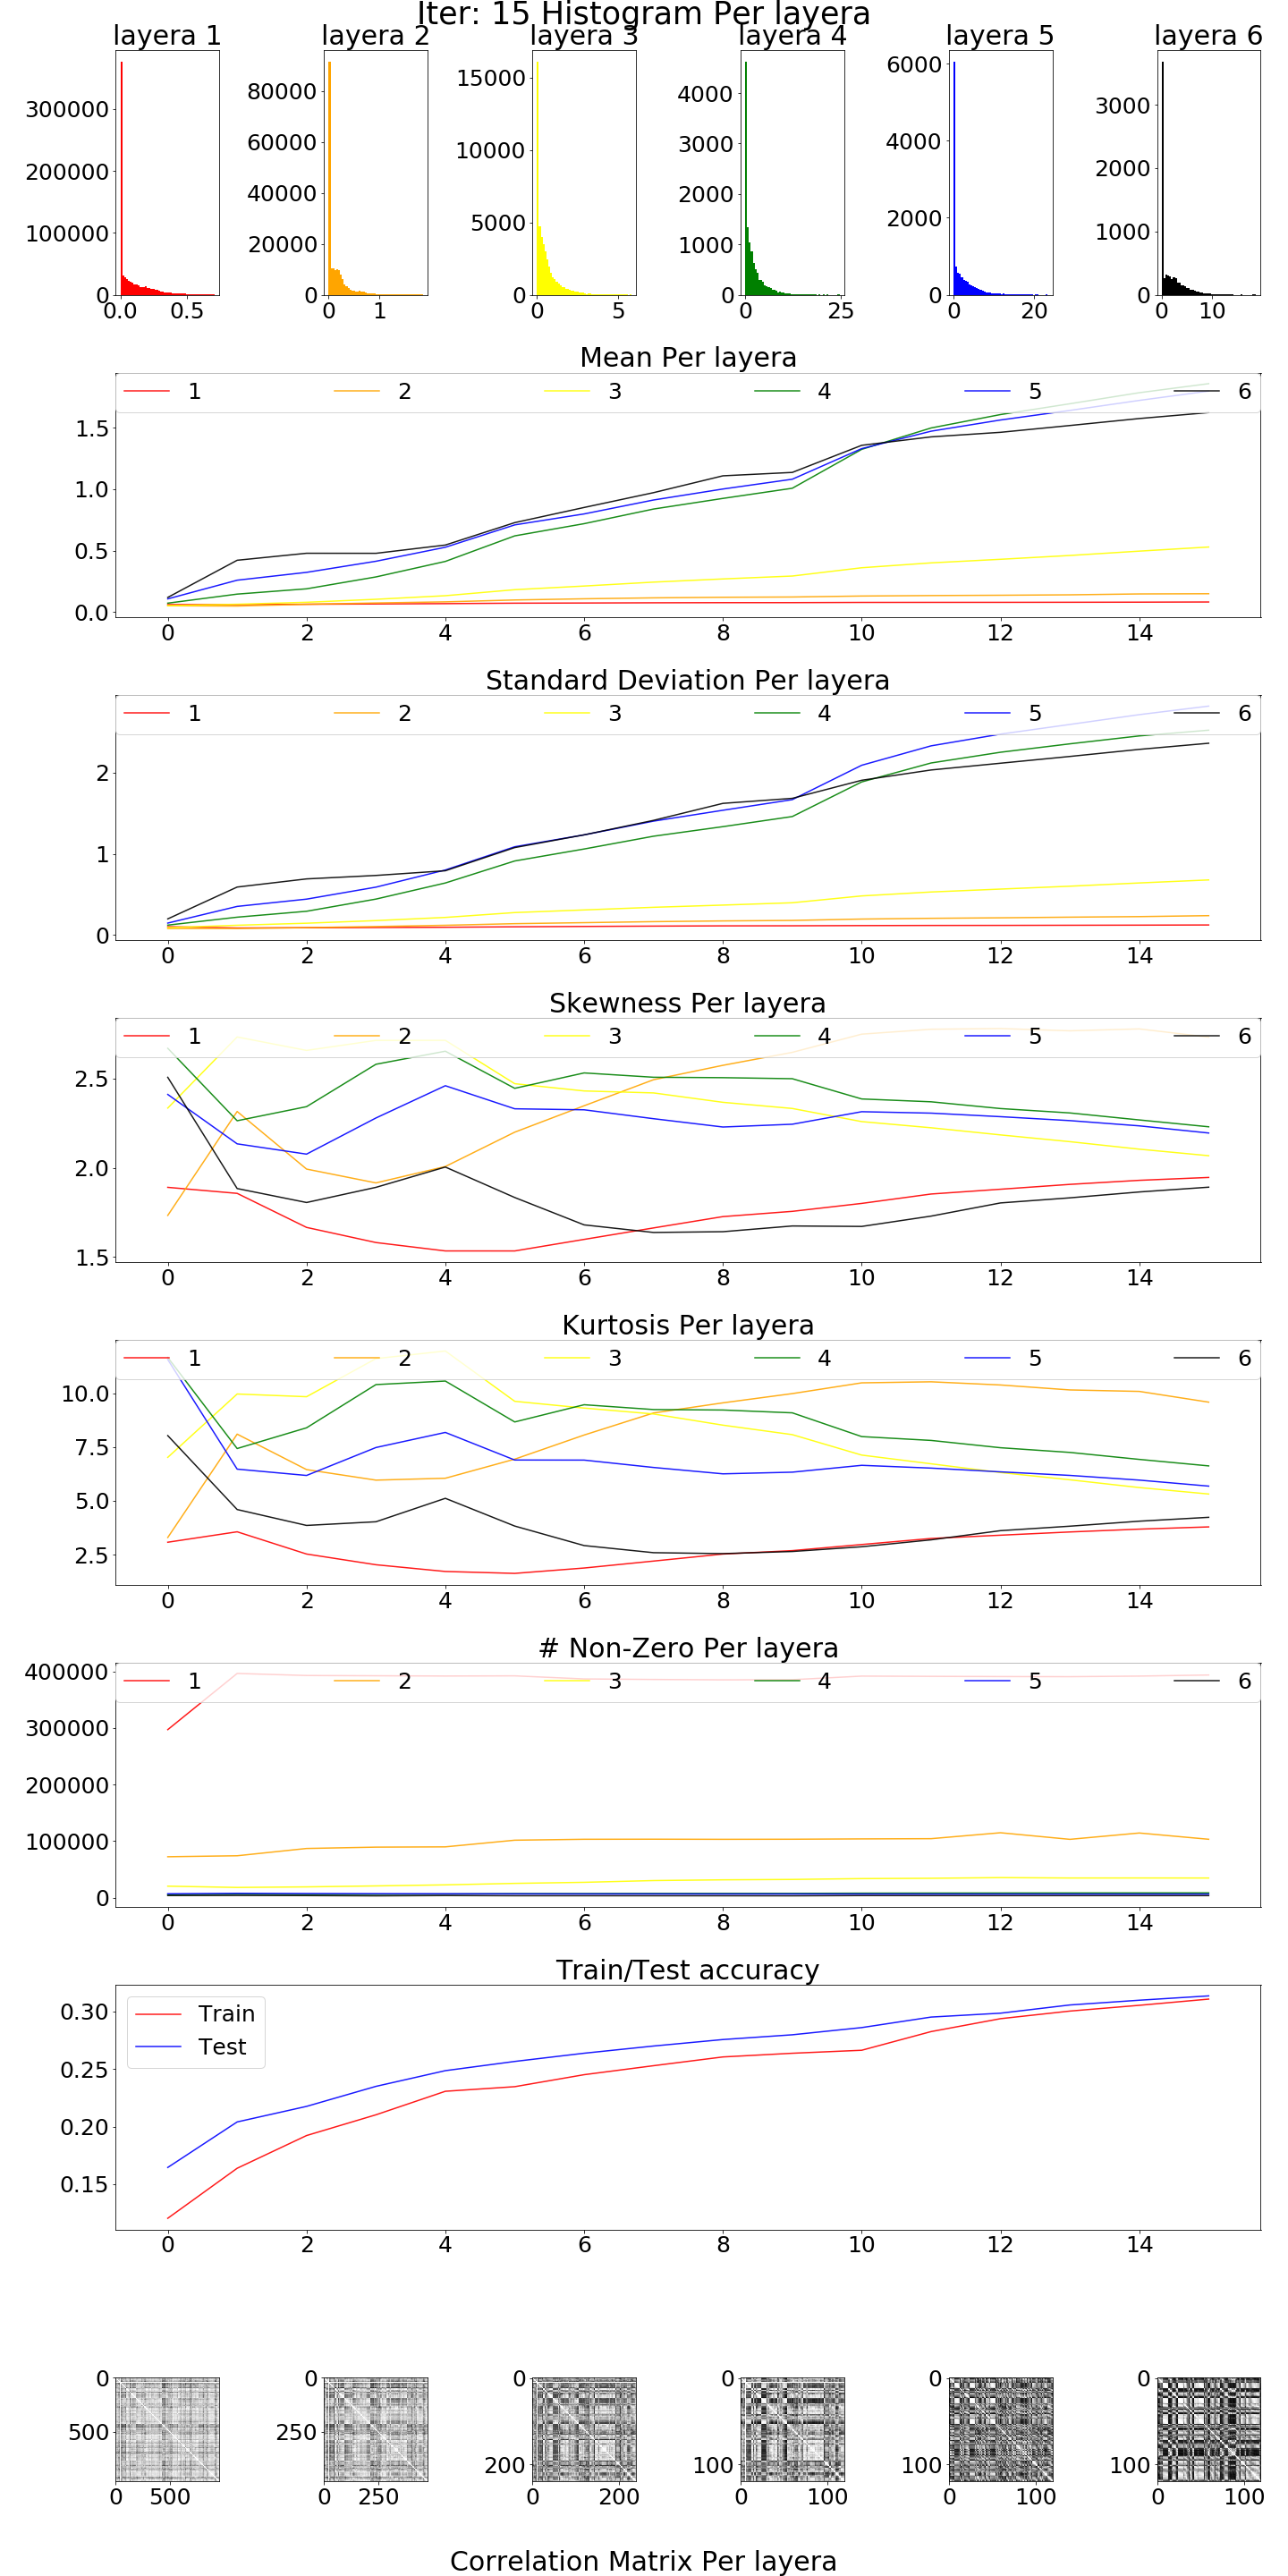 Iter: 15 Histogram Per layera
layera 1 layera 2 layera 3 layera 4 layera 5 layera 6
300000 200000 100000 0
0.0 0.5
80000 60000 40000 20000 0
0 1
15000 10000 5000 0
0 5
4000 3000 2000 1000 0
0 25
6000 4000 2000 0
0 20
3000 2000 1000 0
0 10
Mean Per layera
1 2 3 4 5 6
1.5
1.0
0.5
0.0
0 2 4 6 8 10 12 14
Standard Deviation Per layera
1 2 3 4 5 6
2
1
0
0 2 4 6 8 10 12 14
Skewness Per layera
1 2 3 4 5 6
2.5
2.0
1.5
0 2 4 6 8 10 12 14
Kurtosis Per layera
1 2 3 4 5 6
10.0
7.5
5.0
2.5
0 2 4 6 8 10 12 14
# Non-Zero Per layera
400000
1 2 3 4 5 6
300000
200000
100000
0
0 2 4 6 8 10 12 14
Train/Test accuracy
Train
Test
0.30
0.25
0.20
0.15
0 2 4 6 8 10 12 14
0 0 0 0 0 0
500 250 200 100 100 100
0 500 0 250 0 200 0 100 0 100 0 100
Correlation Matrix Per layera